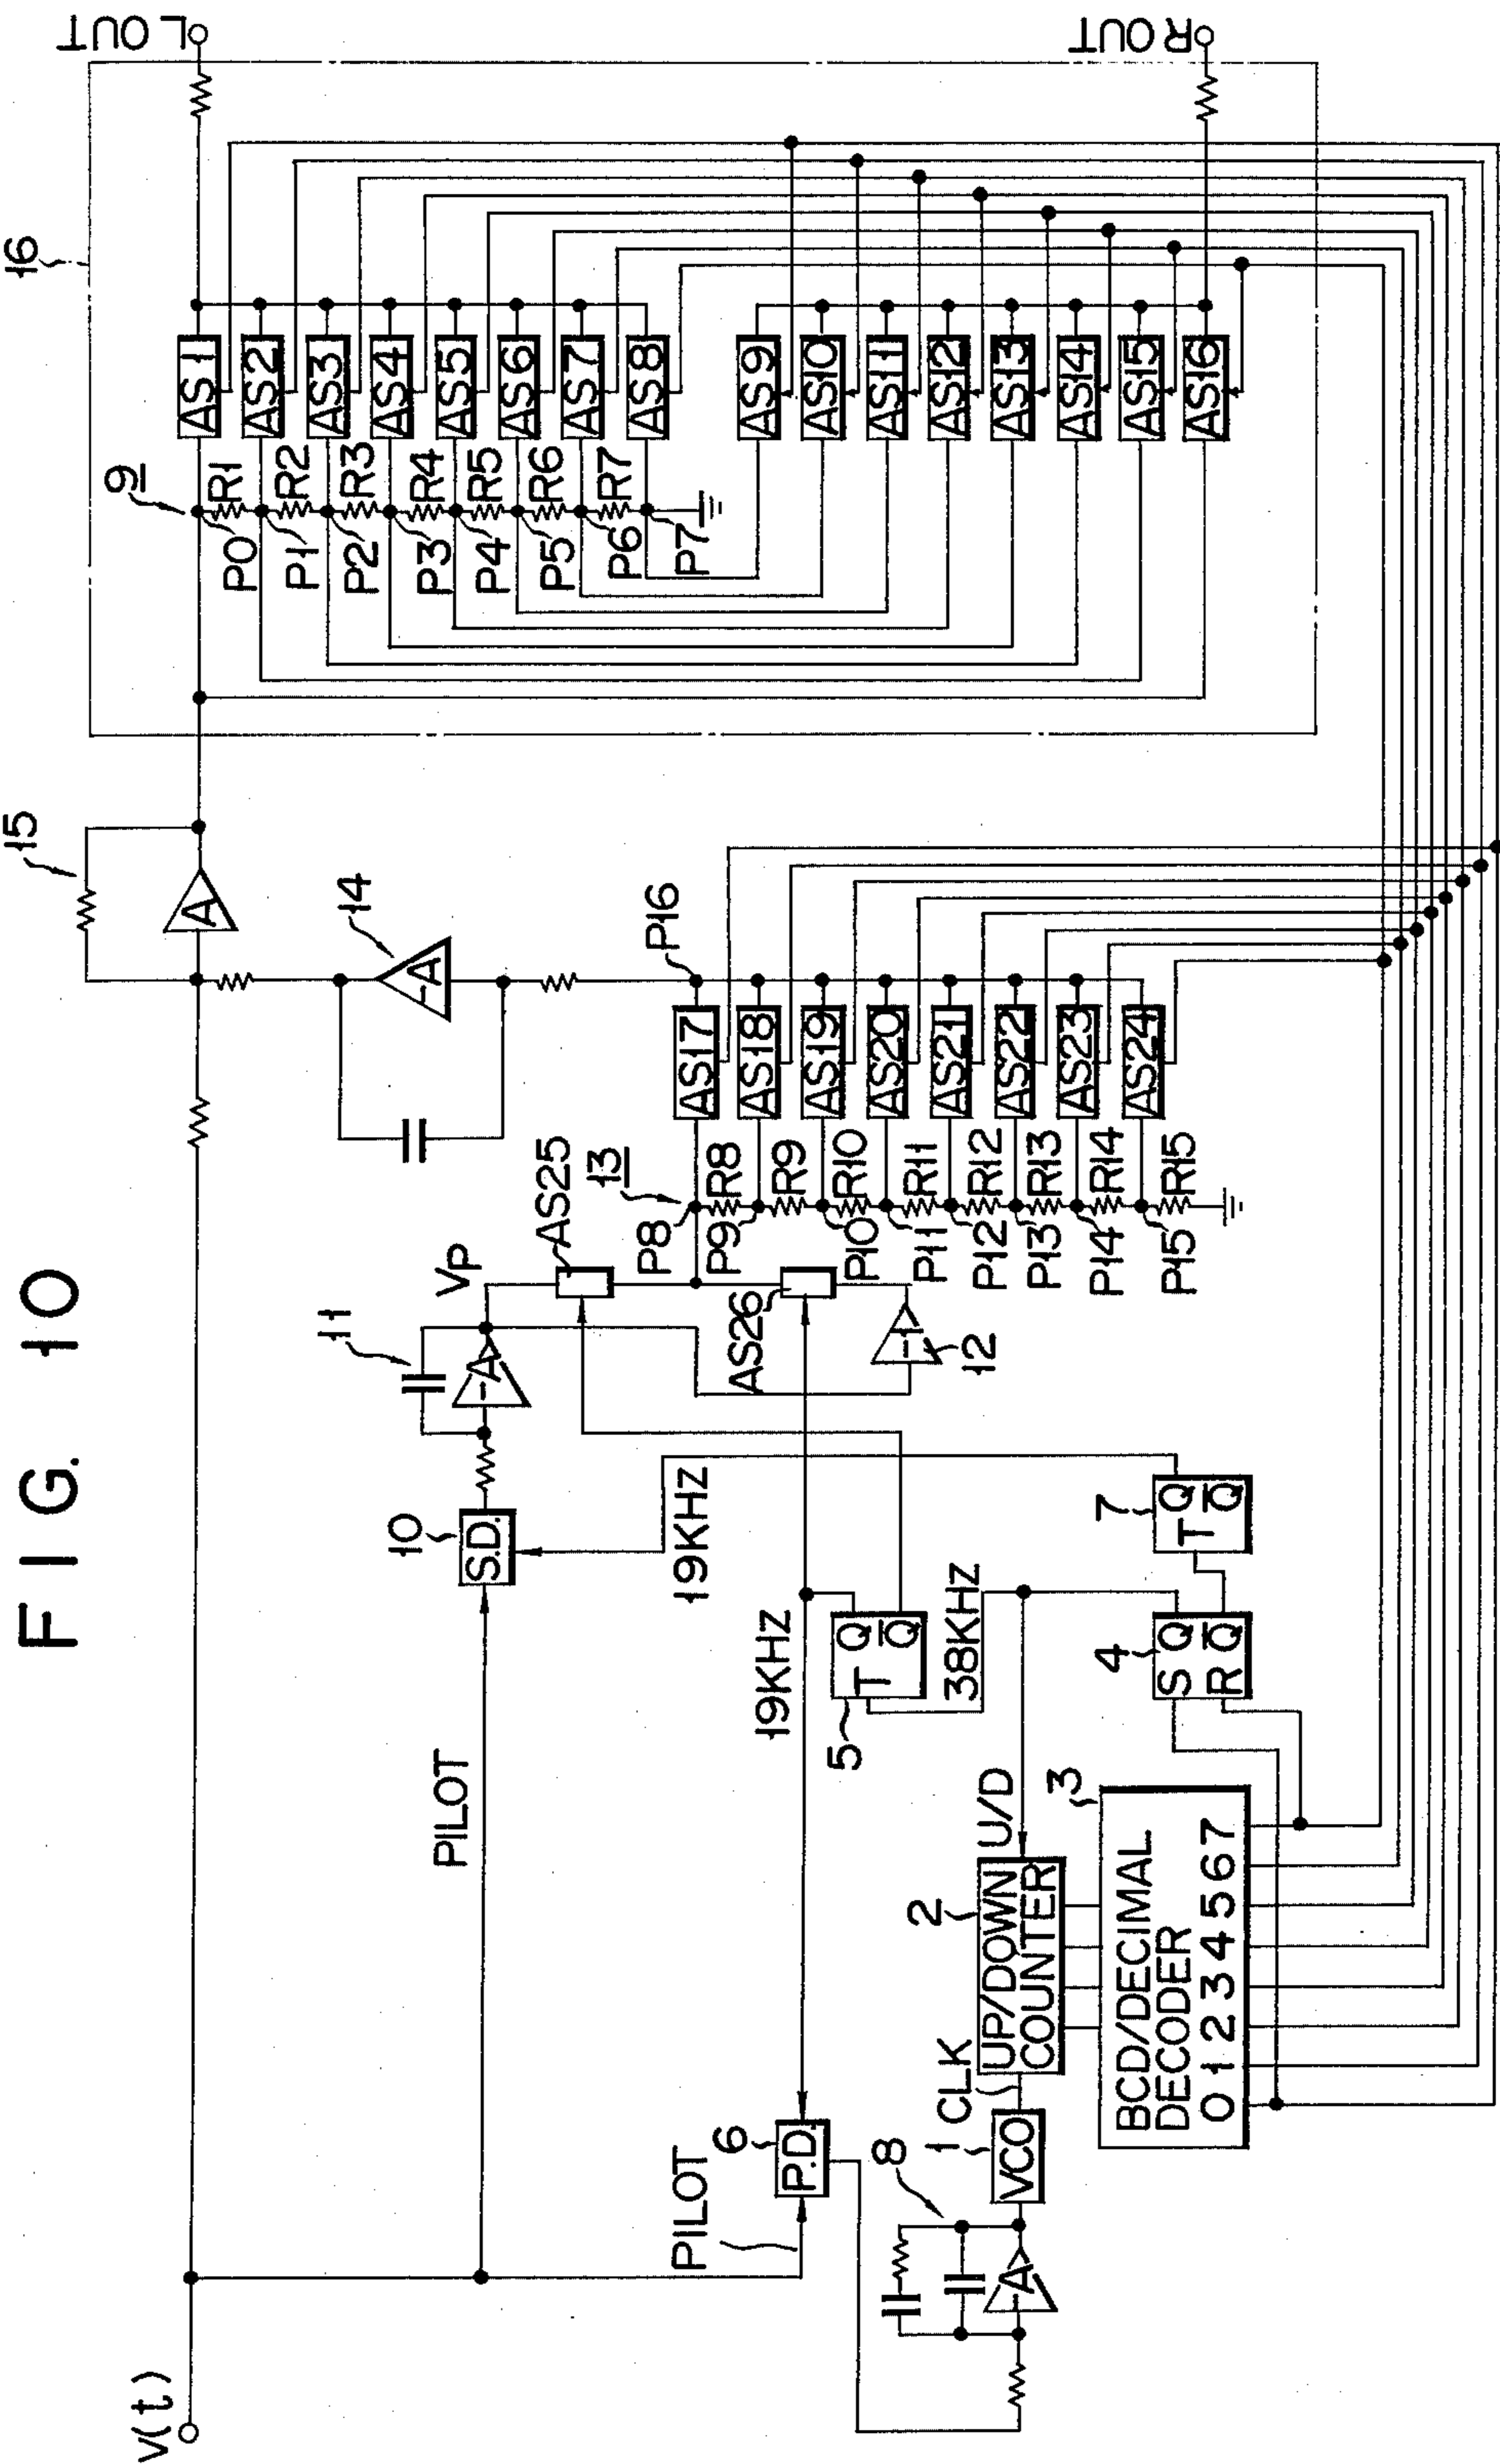 FIG. 10
V(t)
PILOT
PILOT
6
P.D.
8
-A
1
VCO
CLK
2
UP/DOWN
COUNTER
U/D
3
BCD/DECIMAL
DECODER
0 1 2 3 4 5 6 7
4
S Q
R Q̅
5
T Q
Q̅
19KHZ
38KHZ
7
T Q
Q̅
19KHZ
10
S.D.
11
-A
VP
AS25
AS26
12
-1
13
P8
P9
P10
P11
P12
P13
P14
P15
R8
R9
R10
R11
R12
R13
R14
R15
AS17
AS18
AS19
AS20
AS21
AS22
AS23
AS24
P16
14
-A
15
A
16
9
P0
P1
P2
P3
P4
P5
P6
P7
R1
R2
R3
R4
R5
R6
R7
AS1
AS2
AS3
AS4
AS5
AS6
AS7
AS8
AS9
AS10
AS11
AS12
AS13
AS14
AS15
AS16
L OUT
R OUT